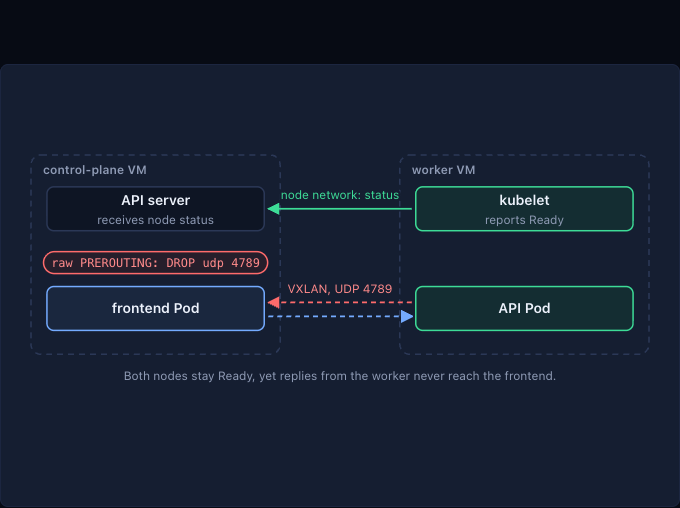 control-plane VM
worker VM
API server
receives node status
node network: status
kubelet
reports Ready
raw PREROUTING: DROP udp 4789
frontend Pod
VXLAN, UDP 4789
API Pod
Both nodes stay Ready, yet replies from the worker never reach the frontend.